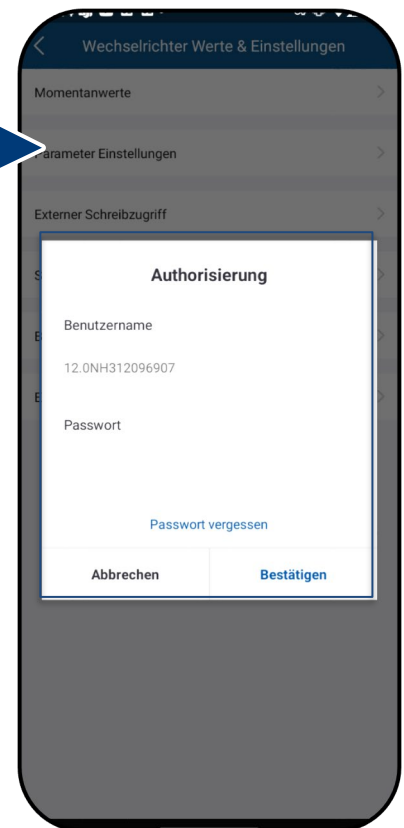 Wechselrichter Werte & Einstellungen
Momentanwerte
Parameter Einstellungen
Externer Schreibzugriff
Authorisierung
Benutzername
12.0NH312096907
Passwort
Passwort vergessen
Abbrechen
Bestätigen